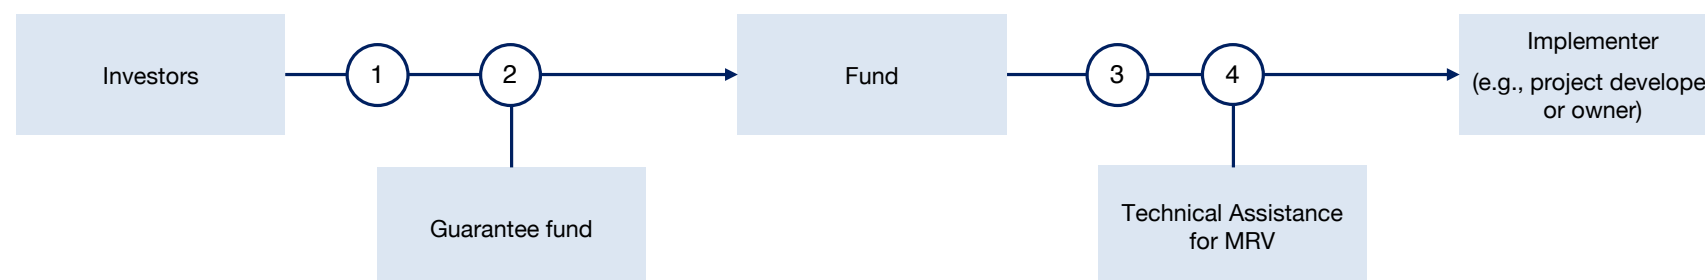 Investors
1
2
Fund
3
4
Implementer
(e.g., project develope
or owner)
Guarantee fund
Technical Assistance
for MRV